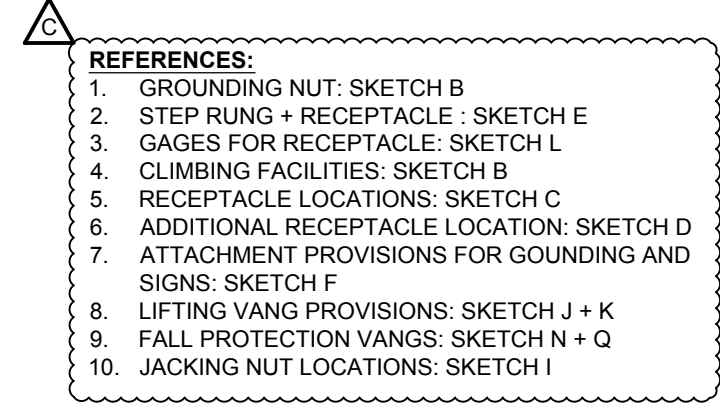 C
REFERENCES:
1. GROUNDING NUT: SKETCH B
2. STEP RUNG + RECEPTACLE : SKETCH E
3. GAGES FOR RECEPTACLE: SKETCH L
4. CLIMBING FACILITIES: SKETCH B
5. RECEPTACLE LOCATIONS: SKETCH C
6. ADDITIONAL RECEPTACLE LOCATION: SKETCH D
7. ATTACHMENT PROVISIONS FOR GOUNDING AND
SIGNS: SKETCH F
8. LIFTING VANG PROVISIONS: SKETCH J + K
9. FALL PROTECTION VANGS: SKETCH N + Q
10. JACKING NUT LOCATIONS: SKETCH I